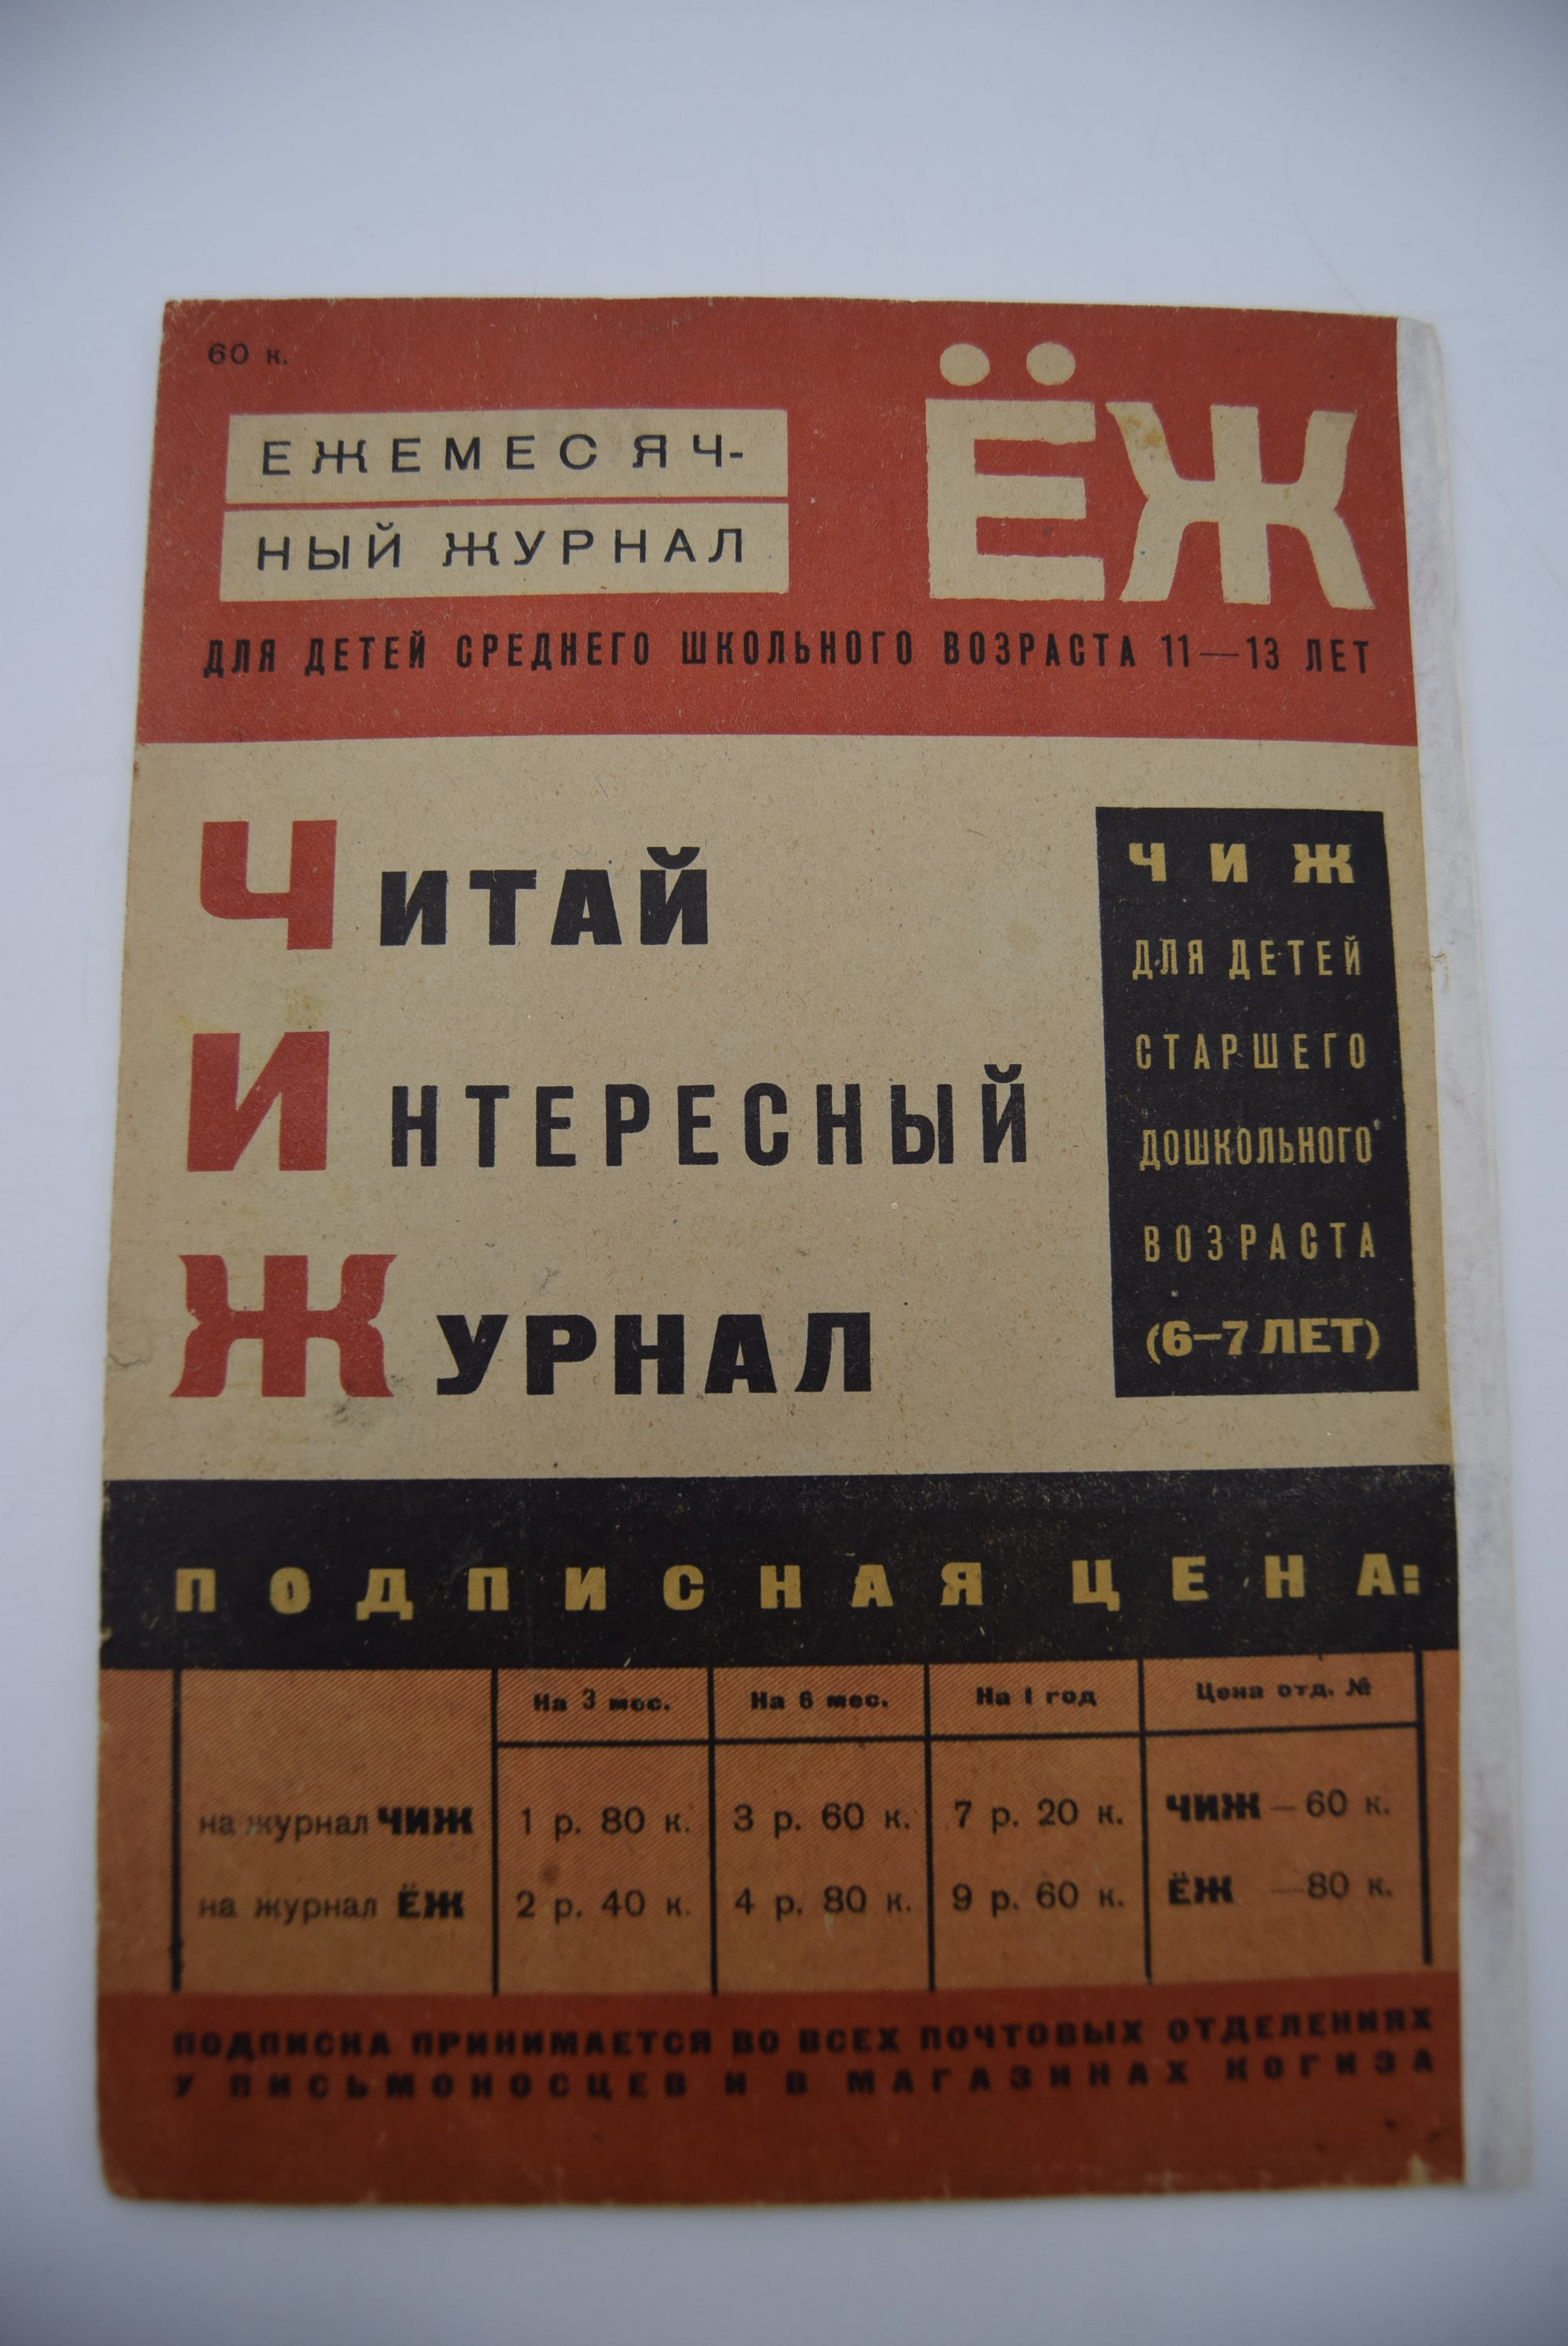 60 к.
ЕЖЕМЕСЯЧ-
НЫЙ ЖУРНАЛ
ЁЖ
ДЛЯ ДЕТЕЙ СРЕДНЕГО ШКОЛЬНОГО ВОЗРАСТА 11—13 ЛЕТ
ЧИТАЙ
ИНТЕРЕСНЫЙ
ЖУРНАЛ
ЧИЖ
ДЛЯ ДЕТЕЙ
СТАРШЕГО
ДОШКОЛЬНОГО
ВОЗРАСТА
(6—7 ЛЕТ)
ПОДПИСНАЯ ЦЕНА:
На 3 мес. На 6 мес. На 1 год Цена отд. №
на журнал ЧИЖ 1 р. 80 к. 3 р. 60 к. 7 р. 20 к. ЧИЖ — 60 к.
на журнал ЁЖ 2 р. 40 к. 4 р. 80 к. 9 р. 60 к. ЁЖ — 80 к.
ПОДПИСКА ПРИНИМАЕТСЯ ВО ВСЕХ ПОЧТОВЫХ ОТДЕЛЕНИЯХ
У ПИСЬМОНОСЦЕВ И В МАГАЗИНАХ КОГИЗА